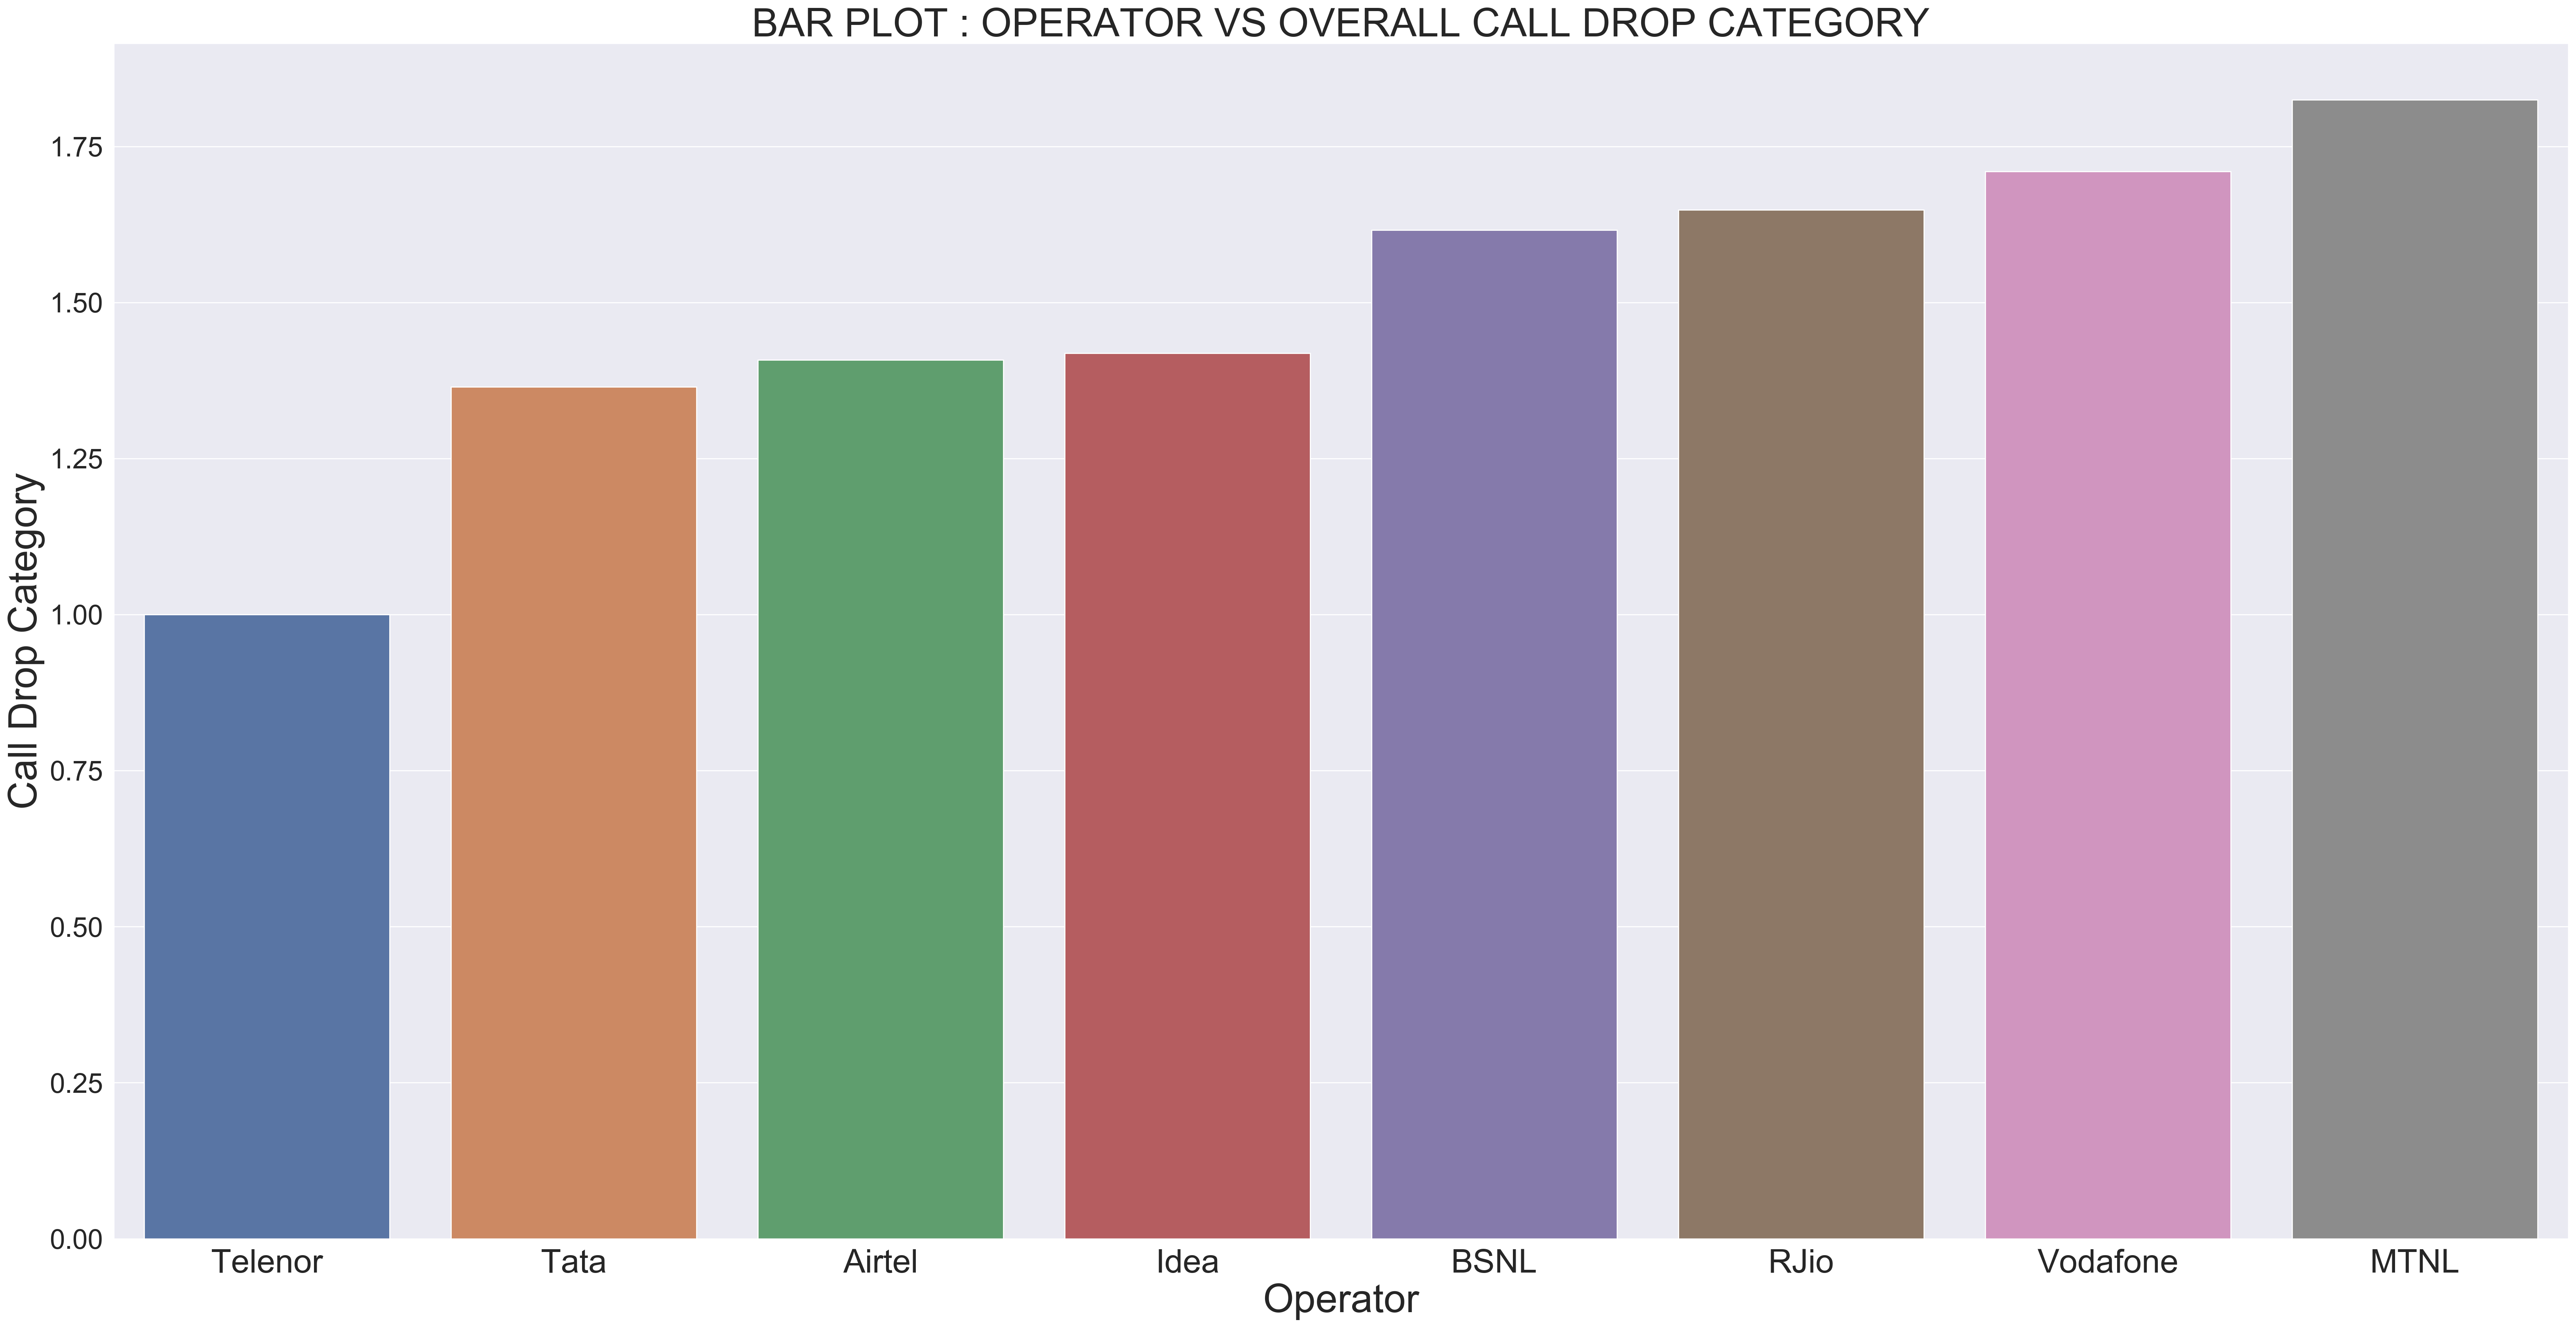 BAR PLOT : OPERATOR VS OVERALL CALL DROP CATEGORY
Call Drop Category
1.75
1.50
1.25
1.00
0.75
0.50
0.25
0.00
Telenor Tata Airtel Idea BSNL RJio Vodafone MTNL
Operator